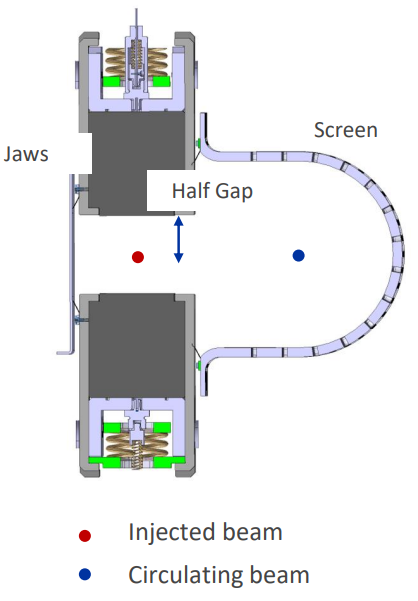 Screen
Jaws
Half Gap
Injected beam
Circulating beam